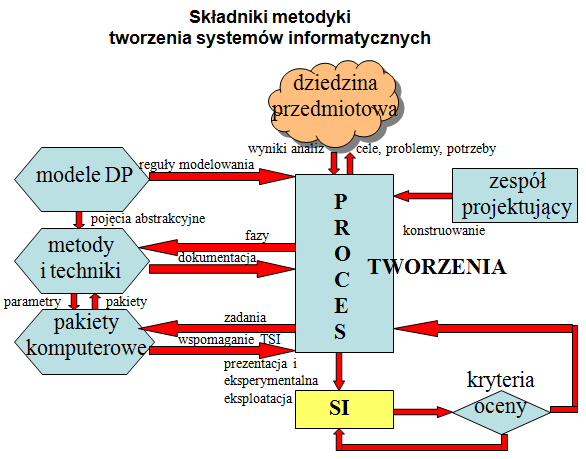 Składniki metodyki
tworzenia systemów informatycznych
dziedzina
przedmiotowa
wyniki analiz
cele, problemy, potrzeby
modele DP
reguły modelowania
zespół
projektujący
konstruowanie
pojęcia abstrakcyjne
metody
i techniki
fazy
dokumentacja
PROCES
TWORZENIA
parametry
pakiety
pakiety
komputerowe
zadania
wspomaganie TSI
prezentacja i
eksperymentalna
eksploatacja
SI
kryteria
oceny